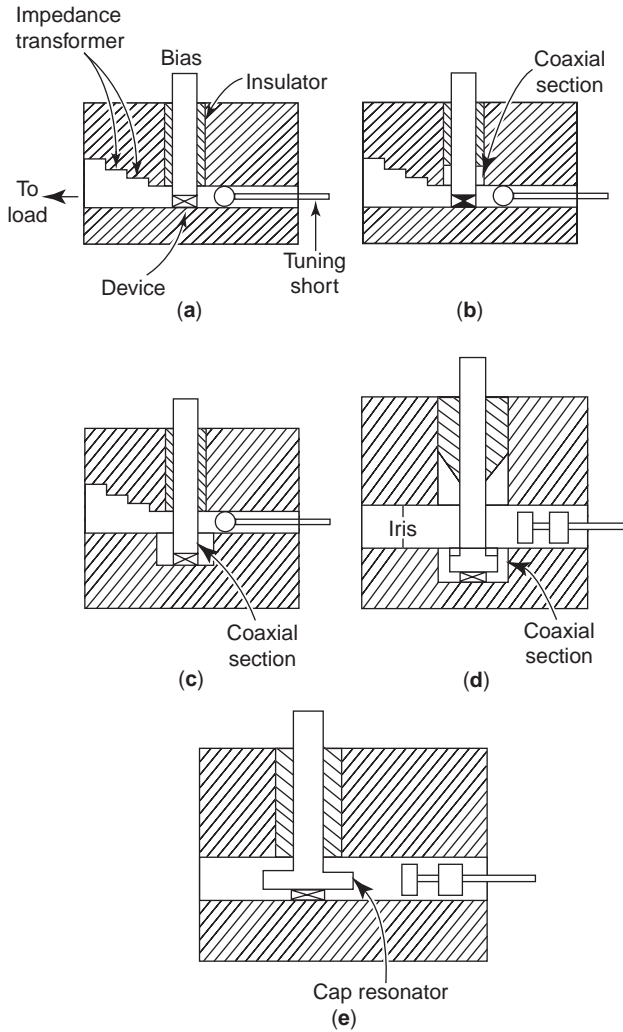 Impedance
transformer
Bias
Insulator
To
load
Device
Tuning
short
(a)
Coaxial
section
(b)
Coaxial
section
(c)
Iris
Coaxial
section
(d)
Cap resonator
(e)